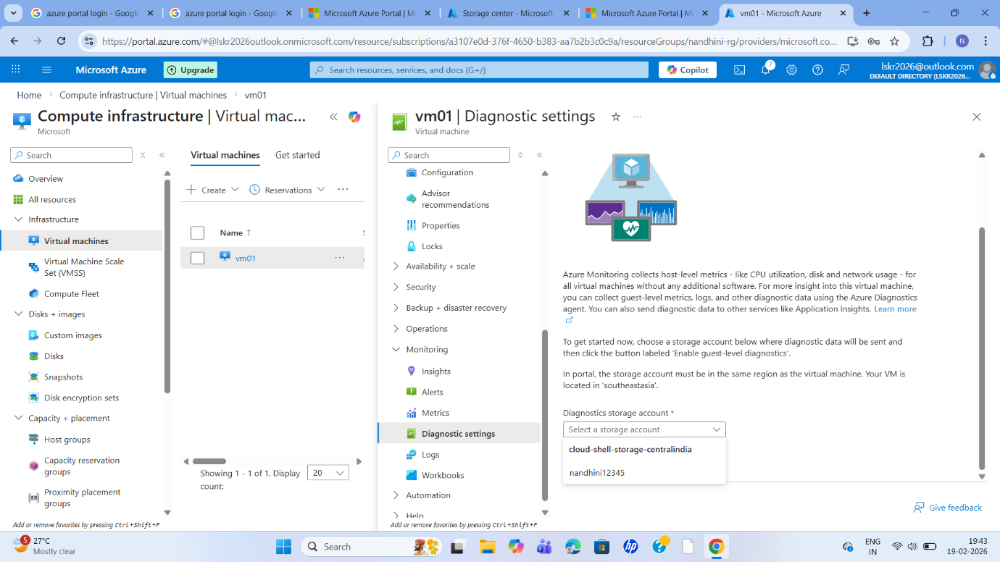 azure portal login - Google
azure portal login - Google
Microsoft Azure Portal | Mi
Storage center - Microsoft
Microsoft Azure Portal | Mi
vm01 - Microsoft Azure
https://portal.azure.com/#@lskr2026outlook.onmicrosoft.com/resource/subscriptions/a3107e0d-376f-4650-b383-aa7b2b3c0c9a/resourceGroups/nandhini-rg/providers/microsoft.co...
N
Microsoft Azure
Upgrade
Search resources, services, and docs (G+/)
Copilot
7
lskr2026@outlook.com
DEFAULT DIRECTORY (LSKR2026...
Home > Compute infrastructure | Virtual machines > vm01
Compute infrastructure | Virtual mac...
Microsoft
Search
Overview
All resources
Infrastructure
Virtual machines
Virtual Machine Scale
Set (VMSS)
Compute Fleet
Disks + images
Custom images
Disks
Snapshots
Disk encryption sets
Capacity + placement
Host groups
Capacity reservation
groups
Proximity placement
groups
Add or remove favorites by pressing Ctrl+Shift+F
Virtual machines
Get started
Create
Reservations
Name ↑
vm01
Showing 1 - 1 of 1. Display
count:
20
vm01 | Diagnostic settings
Virtual machine
Search
Configuration
Advisor
recommendations
Properties
Locks
Availability + scale
Security
Backup + disaster recovery
Operations
Monitoring
Insights
Alerts
Metrics
Diagnostic settings
Logs
Workbooks
Automation
Help
Add or remove favorites by pressing Ctrl+Shift+F
Azure Monitoring collects host-level metrics - like CPU utilization, disk and network usage - for
all virtual machines without any additional software. For more insight into this virtual machine,
you can collect guest-level metrics, logs, and other diagnostic data using the Azure Diagnostics
agent. You can also send diagnostic data to other services like Application Insights. Learn more
To get started now, choose a storage account below where diagnostic data will be sent and
then click the button labeled 'Enable guest-level diagnostics'.
In portal, the storage account must be in the same region as the virtual machine. Your VM is
located in 'southeastasia'.
Diagnostics storage account *
Select a storage account
cloud-shell-storage-centralindia
nandhini12345
Give feedback
5
27°C
Mostly clear
Search
hp
ENG
IN
19:43
19-02-2026